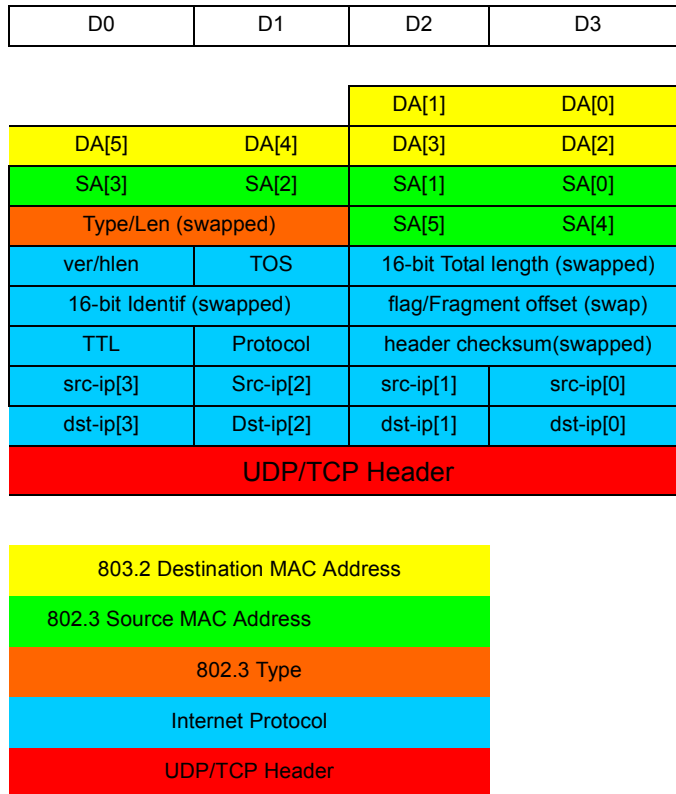 D0 D1 D2 D3
DA[1] DA[0]
DA[5] DA[4] DA[3] DA[2]
SA[3] SA[2] SA[1] SA[0]
Type/Len (swapped) SA[5] SA[4]
ver/hlen TOS 16-bit Total length (swapped)
16-bit Identif (swapped) flag/Fragment offset (swap)
TTL Protocol header checksum(swapped)
src-ip[3] Src-ip[2] src-ip[1] src-ip[0]
dst-ip[3] Dst-ip[2] dst-ip[1] dst-ip[0]
UDP/TCP Header
803.2 Destination MAC Address
802.3 Source MAC Address
802.3 Type
Internet Protocol
UDP/TCP Header